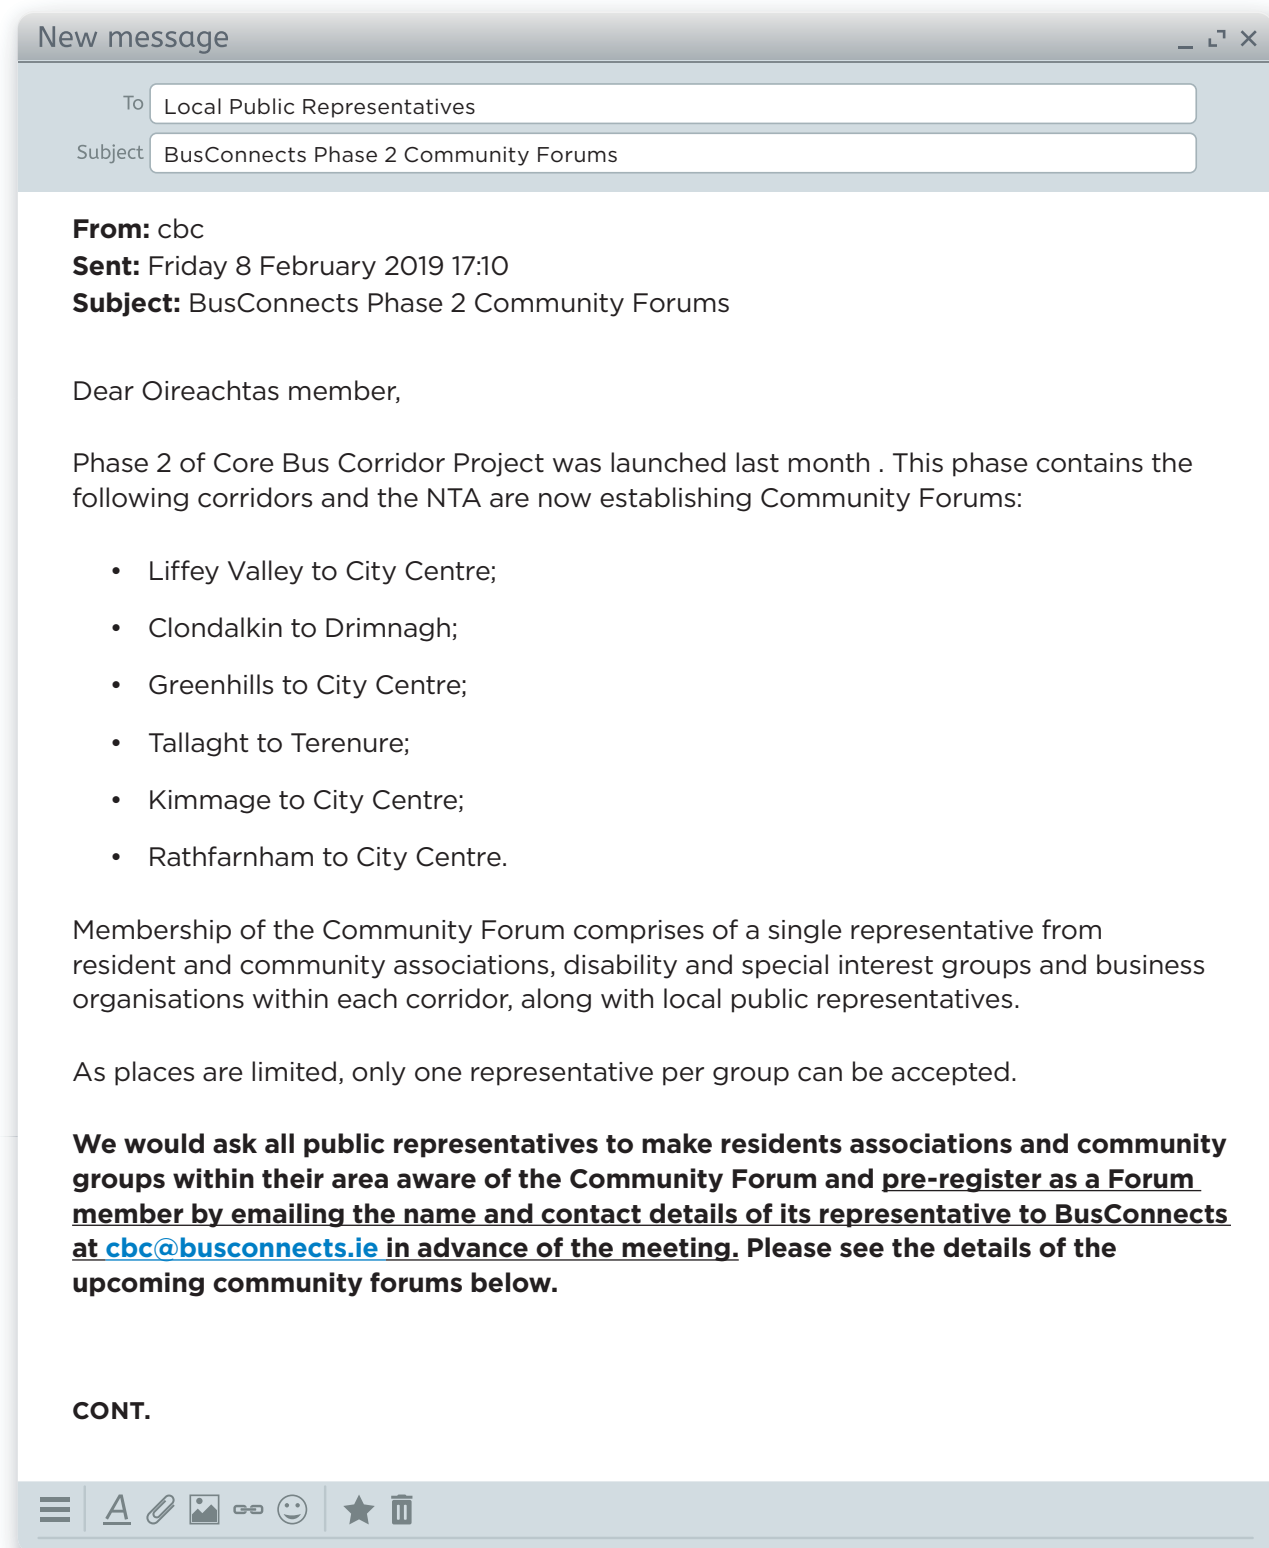 New message
To Local Public Representatives
Subject BusConnects Phase 2 Community Forums
From: cbc
Sent: Friday 8 February 2019 17:10
Subject: BusConnects Phase 2 Community Forums
Dear Oireachtas member,
Phase 2 of Core Bus Corridor Project was launched last month . This phase contains the
following corridors and the NTA are now establishing Community Forums:
• Liffey Valley to City Centre;
• Clondalkin to Drimnagh;
• Greenhills to City Centre;
• Tallaght to Terenure;
• Kimmage to City Centre;
• Rathfarnham to City Centre.
Membership of the Community Forum comprises of a single representative from
resident and community associations, disability and special interest groups and business
organisations within each corridor, along with local public representatives.
As places are limited, only one representative per group can be accepted.
We would ask all public representatives to make residents associations and community
groups within their area aware of the Community Forum and pre-register as a Forum
member by emailing the name and contact details of its representative to BusConnects
at cbc@busconnects.ie in advance of the meeting. Please see the details of the
upcoming community forums below.
CONT.